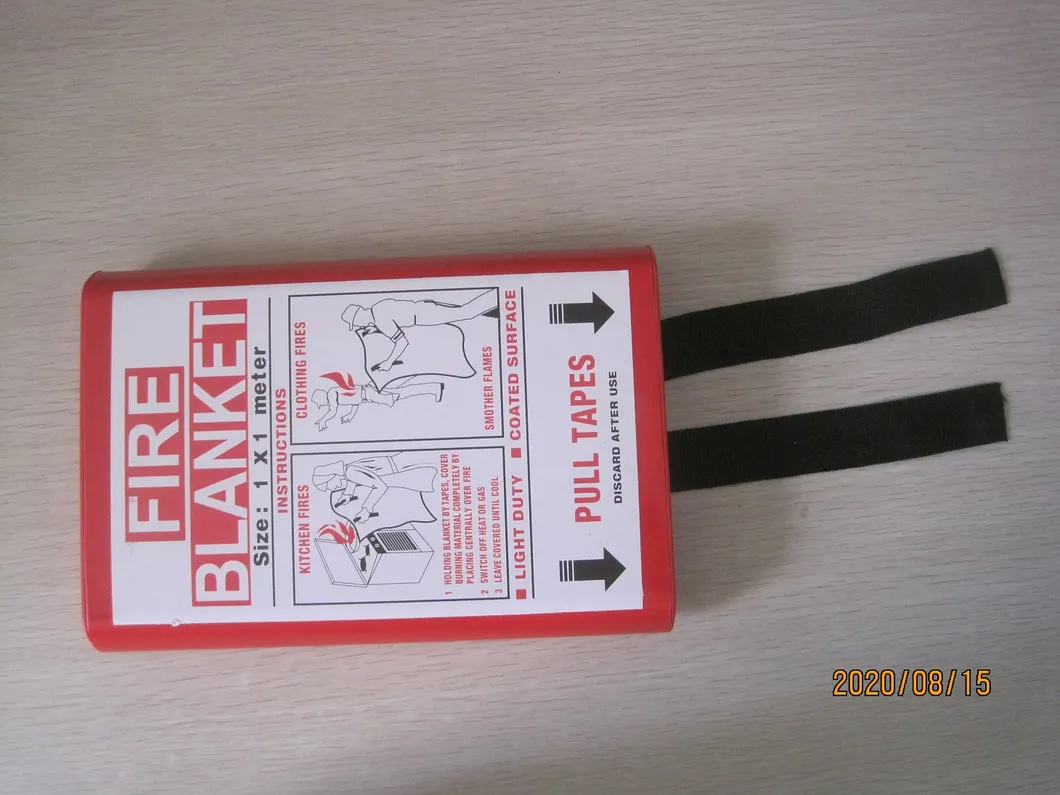 FIRE
BLANKET
Size: 1 X 1 meter
INSTRUCTIONS
KITCHEN FIRES
1 HOLDING BLANKET BY TAPES, COVER
BURNING MATERIAL COMPLETELY BY
PLACING CENTRALLY OVER FIRE
2 SWITCH OFF HEAT OR GAS
3 LEAVE COVERED UNTIL COOL
CLOTHING FIRES
SMOTHER FLAMES
■ LIGHT DUTY ■ COATED SURFACE
PULL TAPES
DISCARD AFTER USE
2020/08/15